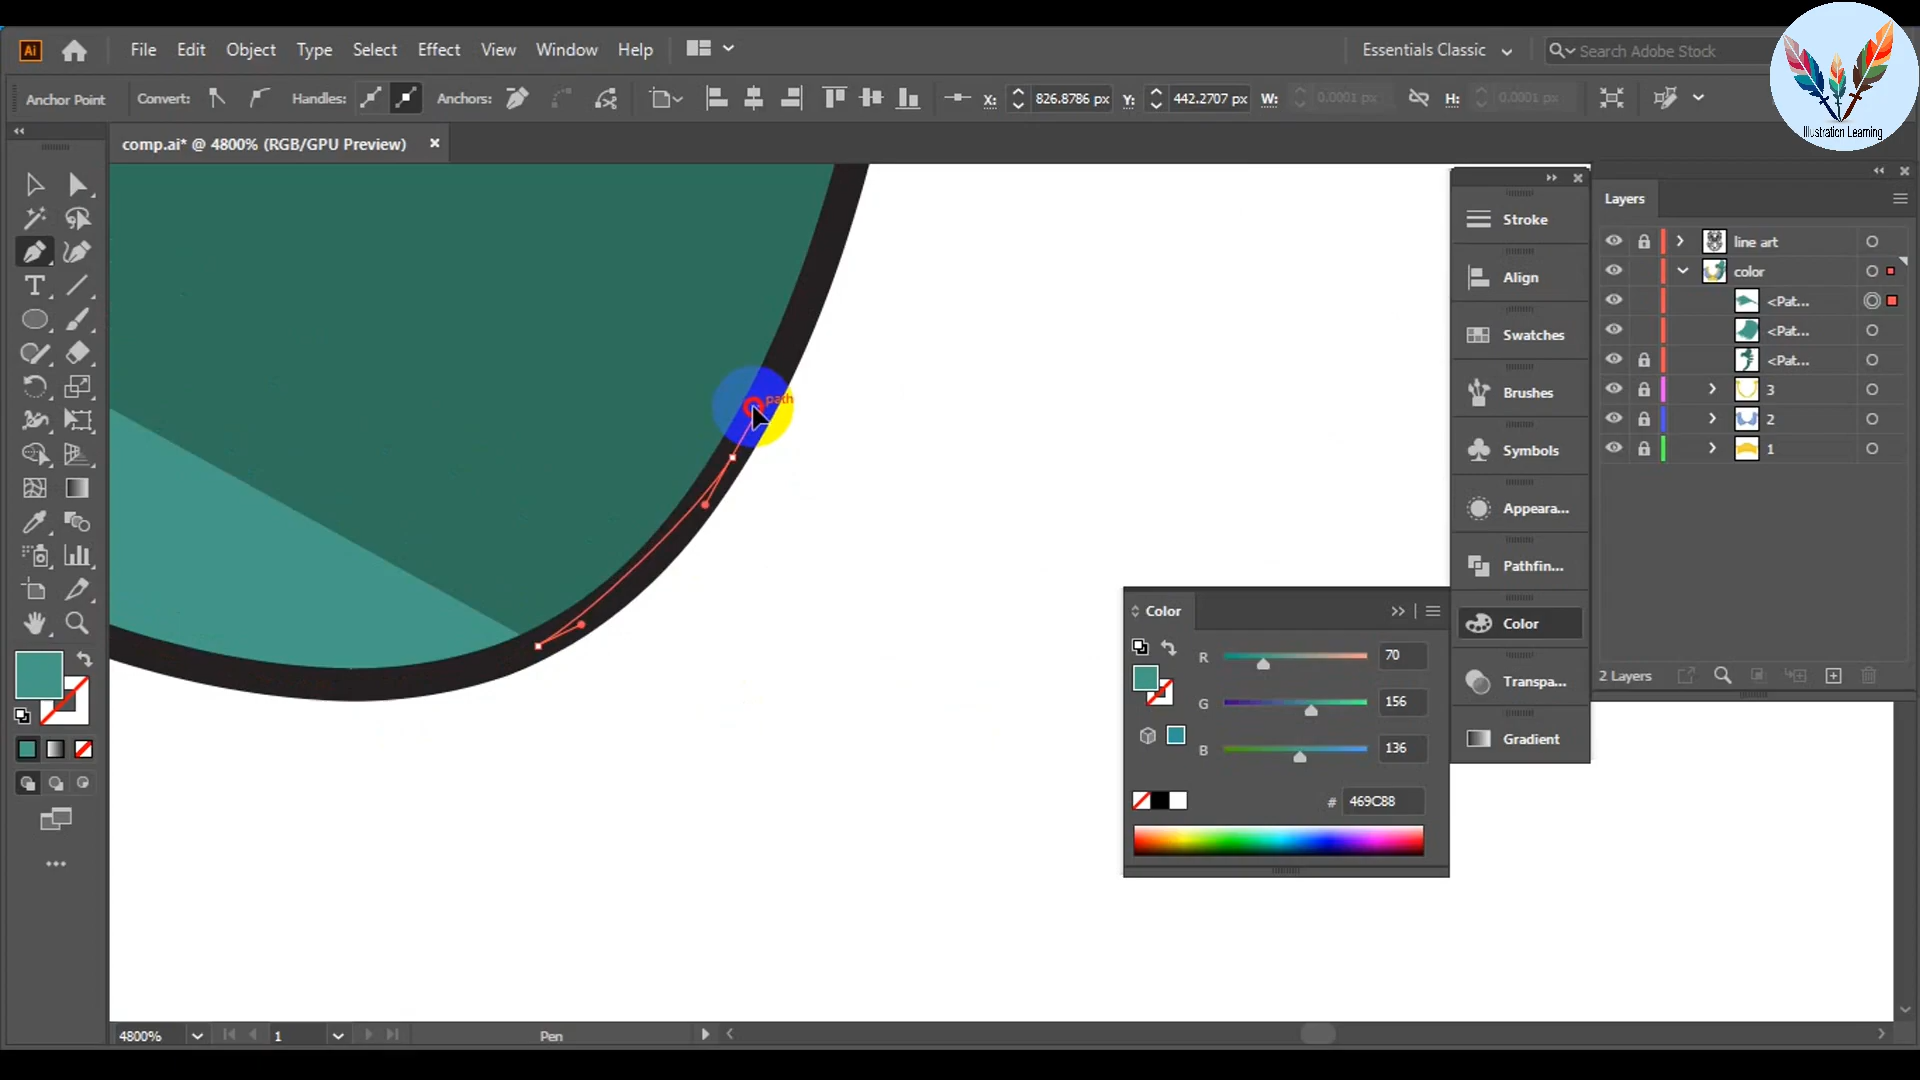 Ai File Edit Object Type Select Effect View Window Help Essentials Classic Search Adobe Stock
Anchor Point Convert: Handles: Anchors: X: 826.8786 px Y: 442.2707 px W: 0.0001 px H: 0.0001 px
Illustration Learning
comp.ai* @ 4800% (RGB/GPU Preview)
Layers
line art
color
<Pat...
<Pat...
<Pat...
3
2
1
2 Layers
Stroke
Align
Swatches
Brushes
Symbols
Appeara...
Pathfin...
Color
Transpa...
Gradient
path
Color
R 70
G 156
B 136
# 469C88
4800% 1 Pen